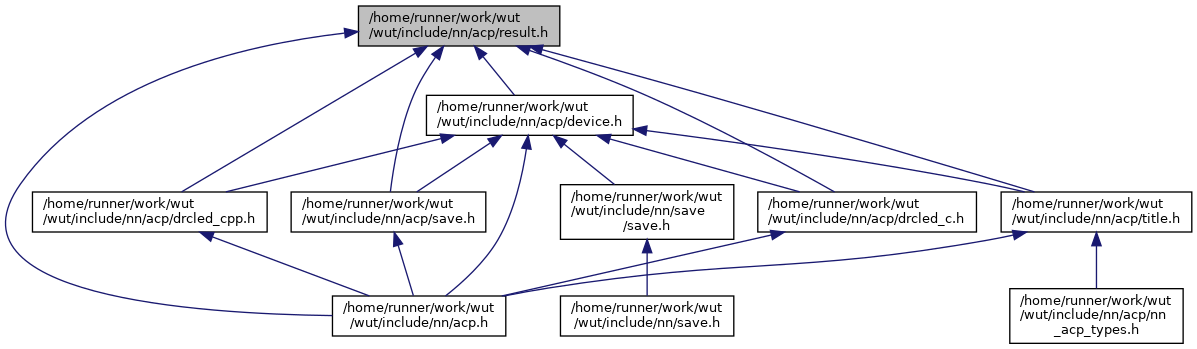 /home/runner/work/wut
/wut/include/nn/acp/result.h
/home/runner/work/wut
/wut/include/nn/acp/device.h
/home/runner/work/wut
/wut/include/nn/acp/drcled_cpp.h
/home/runner/work/wut
/wut/include/nn/acp/save.h
/home/runner/work/wut
/wut/include/nn/save
/save.h
/home/runner/work/wut
/wut/include/nn/acp/drcled_c.h
/home/runner/work/wut
/wut/include/nn/acp/title.h
/home/runner/work/wut
/wut/include/nn/acp.h
/home/runner/work/wut
/wut/include/nn/save.h
/home/runner/work/wut
/wut/include/nn/acp/nn
_acp_types.h